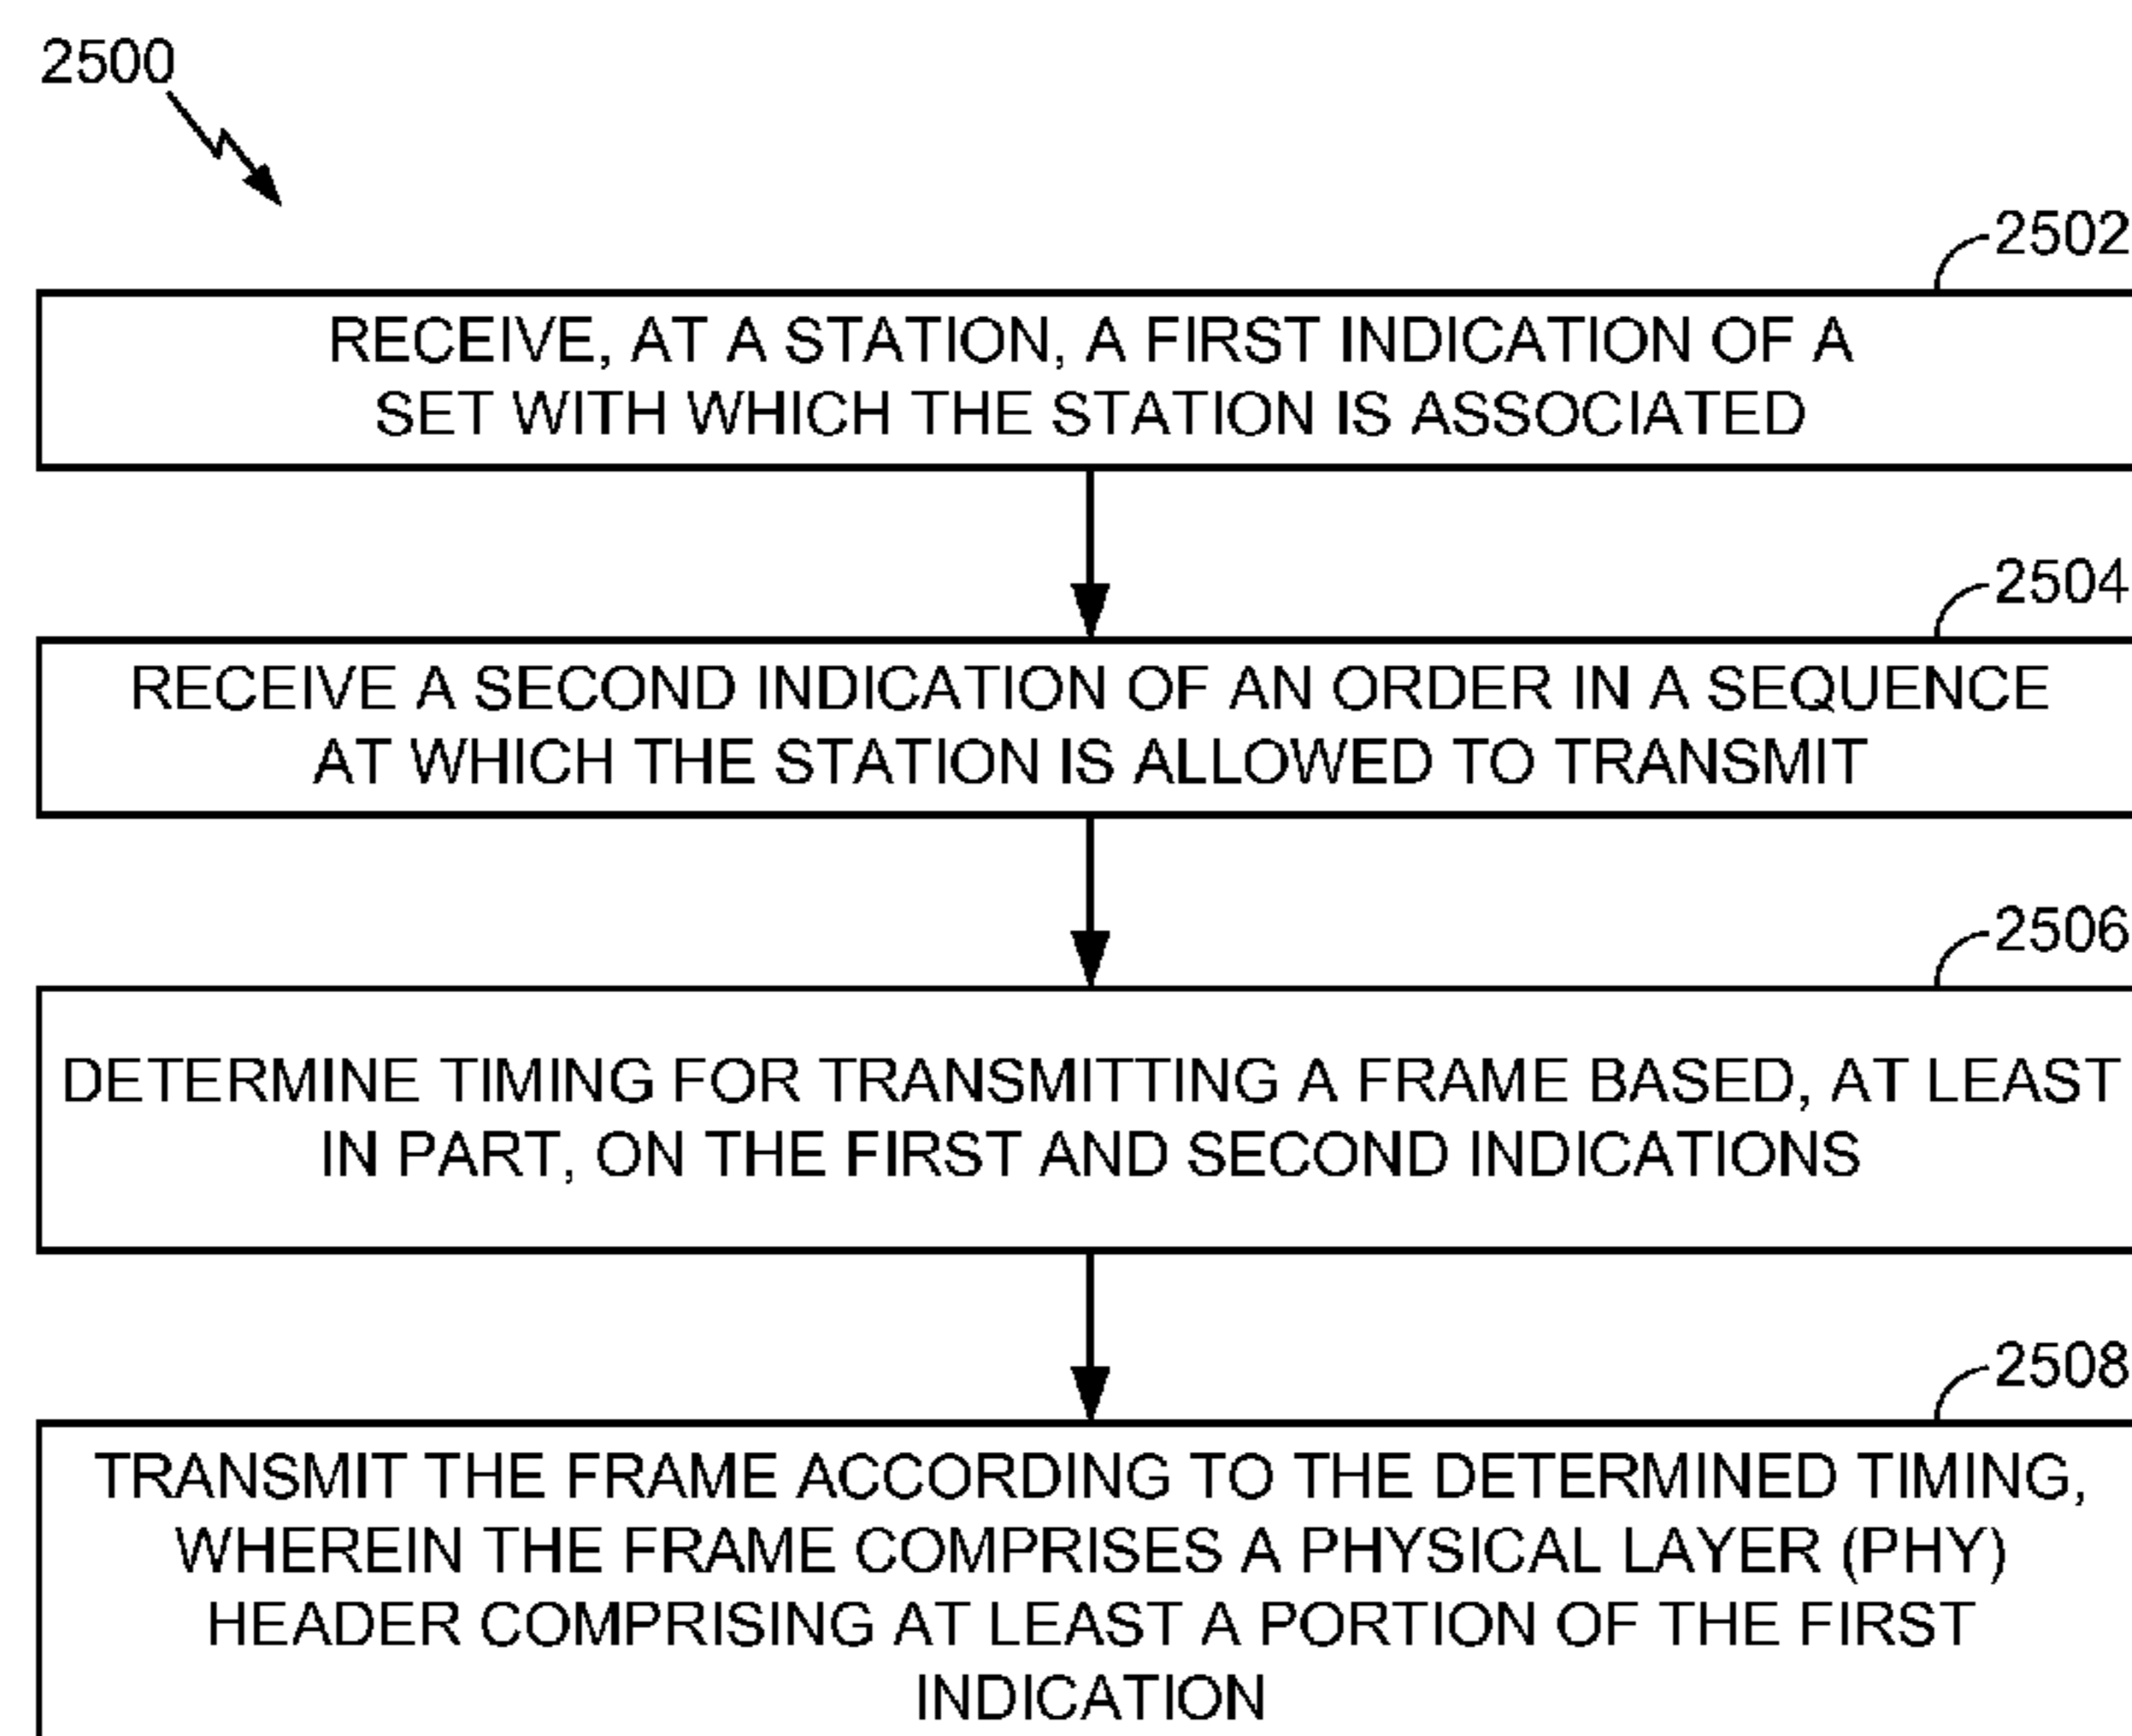 2500
2502
RECEIVE, AT A STATION, A FIRST INDICATION OF A
SET WITH WHICH THE STATION IS ASSOCIATED
2504
RECEIVE A SECOND INDICATION OF AN ORDER IN A SEQUENCE
AT WHICH THE STATION IS ALLOWED TO TRANSMIT
2506
DETERMINE TIMING FOR TRANSMITTING A FRAME BASED, AT LEAST
IN PART, ON THE FIRST AND SECOND INDICATIONS
2508
TRANSMIT THE FRAME ACCORDING TO THE DETERMINED TIMING,
WHEREIN THE FRAME COMPRISES A PHYSICAL LAYER (PHY)
HEADER COMPRISING AT LEAST A PORTION OF THE FIRST
INDICATION